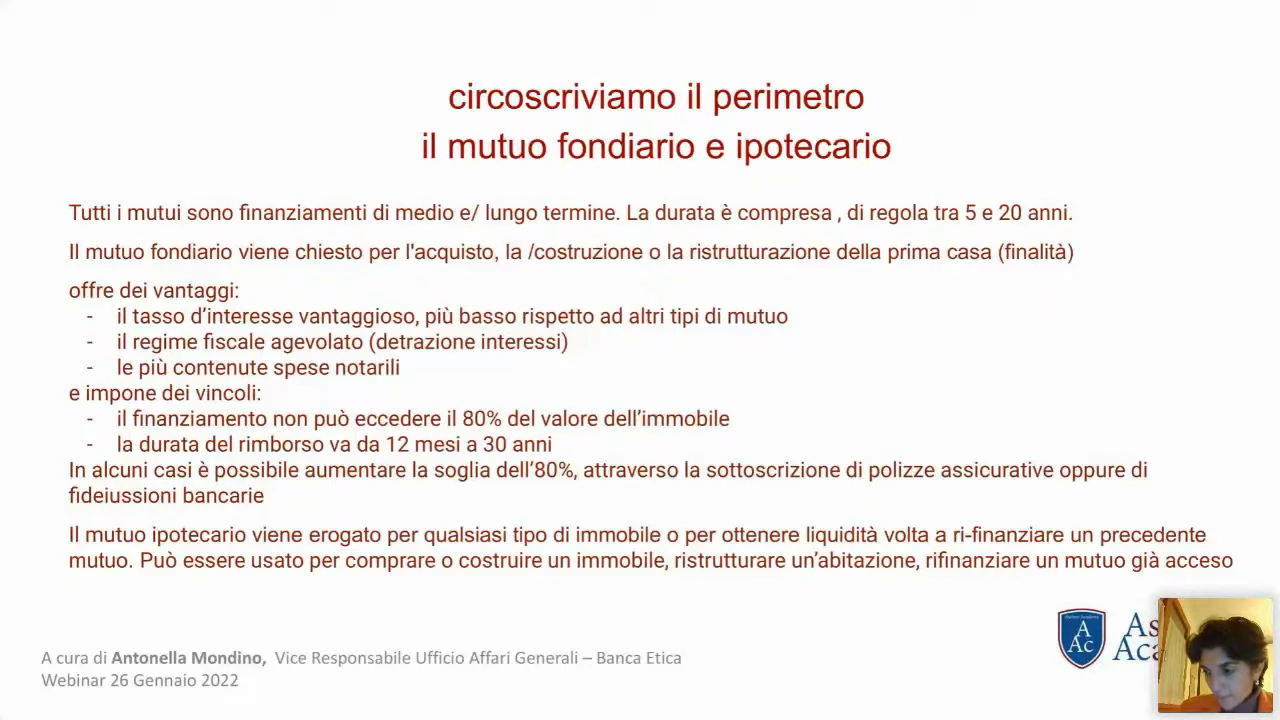 circoscriviamo il perimetro
il mutuo fondiario e ipotecario
Tutti i mutui sono finanziamenti di medio e/ lungo termine. La durata è compresa , di regola tra 5 e 20 anni.
Il mutuo fondiario viene chiesto per l'acquisto, la /costruzione o la ristrutturazione della prima casa (finalità)
offre dei vantaggi:
- il tasso d’interesse vantaggioso, più basso rispetto ad altri tipi di mutuo
- il regime fiscale agevolato (detrazione interessi)
- le più contenute spese notarili
e impone dei vincoli:
- il finanziamento non può eccedere il 80% del valore dell’immobile
- la durata del rimborso va da 12 mesi a 30 anni
In alcuni casi è possibile aumentare la soglia dell’80%, attraverso la sottoscrizione di polizze assicurative oppure di
fideiussioni bancarie
Il mutuo ipotecario viene erogato per qualsiasi tipo di immobile o per ottenere liquidità volta a ri-finanziare un precedente
mutuo. Può essere usato per comprare o costruire un immobile, ristrutturare un’abitazione, rifinanziare un mutuo già acceso
A cura di Antonella Mondino, Vice Responsabile Ufficio Affari Generali – Banca Etica
Webinar 26 Gennaio 2022
A
Ac
As
Aca